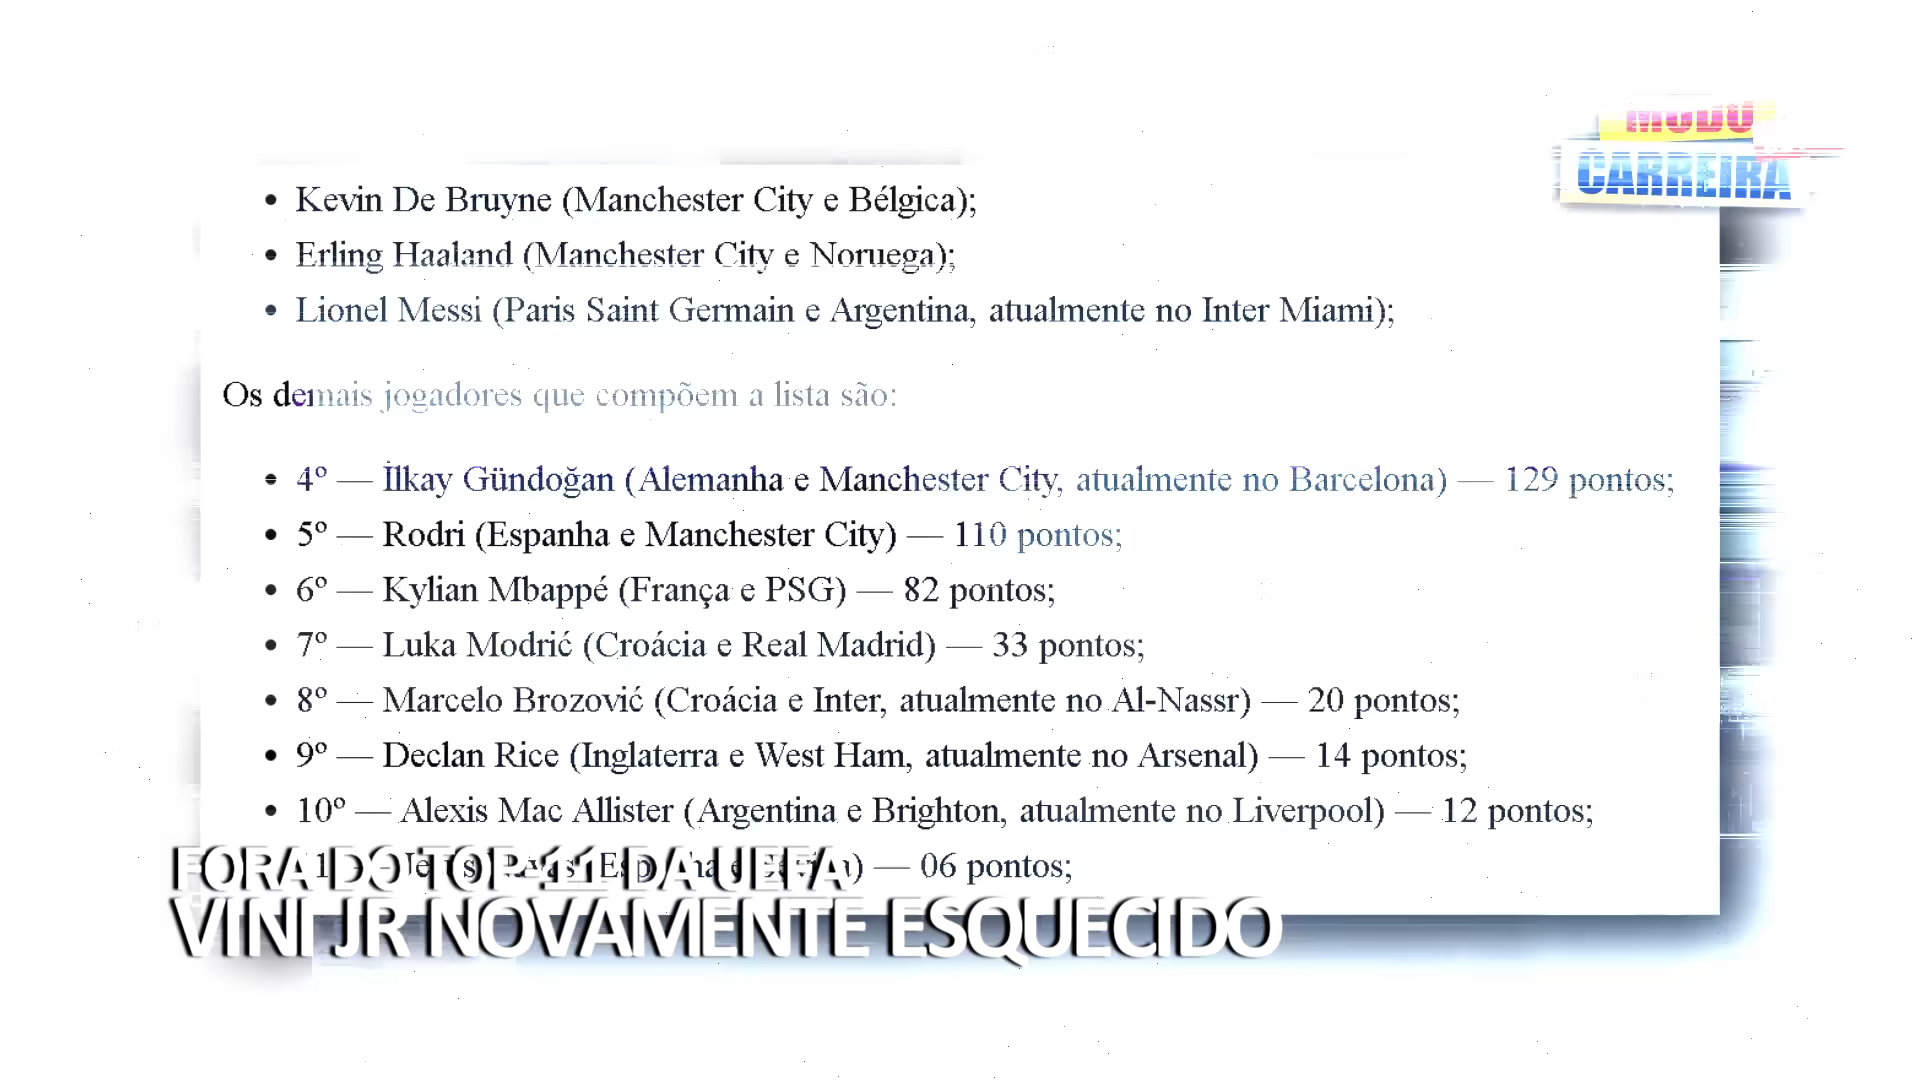 MODO
CARREIRA
Kevin De Bruyne (Manchester City e Bélgica);
Erling Haaland (Manchester City e Noruega);
Lionel Messi (Paris Saint Germain e Argentina, atualmente no Inter Miami);
Os demais jogadores que compõem a lista são:
4º — İlkay Gündoğan (Alemanha e Manchester City, atualmente no Barcelona) — 129 pontos;
5º — Rodri (Espanha e Manchester City) — 110 pontos;
6º — Kylian Mbappé (França e PSG) — 82 pontos;
7º — Luka Modrić (Croácia e Real Madrid) — 33 pontos;
8º — Marcelo Brozović (Croácia e Inter, atualmente no Al-Nassr) — 20 pontos;
9º — Declan Rice (Inglaterra e West Ham, atualmente no Arsenal) — 14 pontos;
10º — Alexis Mac Allister (Argentina e Brighton, atualmente no Liverpool) — 12 pontos;
— 06 pontos;
FORA DO TOP-11 DA UEFA
VINI JR NOVAMENTE ESQUECIDO